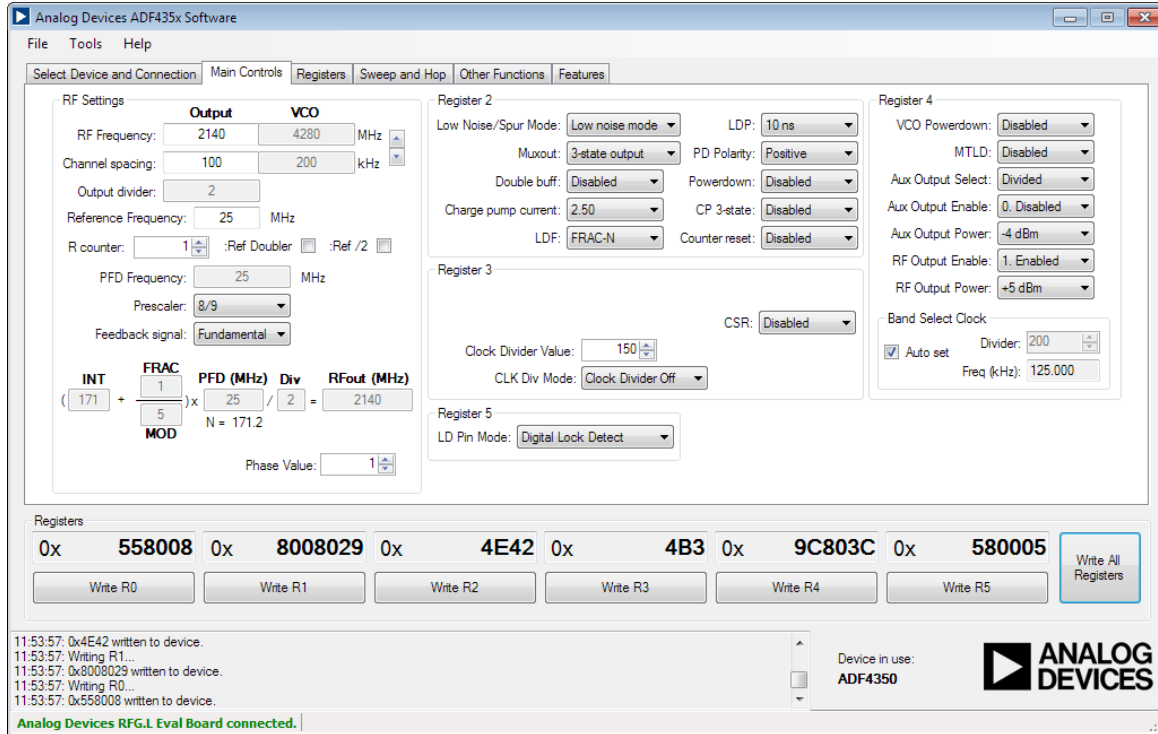 Analog Devices ADF435x Software
File Tools Help
Select Device and Connection Main Controls Registers Sweep and Hop Other Functions Features
RF Settings
Output VCO
RF Frequency: 2140 4280 MHz
Channel spacing: 100 200 kHz
Output divider: 2
Reference Frequency: 25 MHz
R counter: 1 :Ref Doubler :Ref /2
PFD Frequency: 25 MHz
Prescaler: 8/9
Feedback signal: Fundamental
INT FRAC PFD (MHz) Div RFout (MHz)
1
( 171 + )x 25 / 2 = 2140
5
MOD
N = 171.2
Phase Value: 1
Register 2
Low Noise/Spur Mode: Low noise mode LDP: 10 ns
Muxout: 3-state output PD Polarity: Positive
Double buff: Disabled Powerdown: Disabled
Charge pump current: 2.50 CP 3-state: Disabled
LDF: FRAC-N Counter reset: Disabled
Register 3
CSR: Disabled
Clock Divider Value: 150
CLK Div Mode: Clock Divider Off
Register 5
LD Pin Mode: Digital Lock Detect
Register 4
VCO Powerdown: Disabled
MTLD: Disabled
Aux Output Select: Divided
Aux Output Enable: 0. Disabled
Aux Output Power: -4 dBm
RF Output Enable: 1. Enabled
RF Output Power: +5 dBm
Band Select Clock
Auto set Divider: 200
Freq (kHz): 125.000
Registers
0x 558008 0x 8008029 0x 4E42 0x 4B3 0x 9C803C 0x 580005
Write R0 Write R1 Write R2 Write R3 Write R4 Write R5 Write All Registers
11:53:57: 0x4E42 written to device.
11:53:57: Writing R1...
11:53:57: 0x8008029 written to device.
11:53:57: Writing R0...
11:53:57: 0x558008 written to device.
Device in use:
ADF4350
ANALOG
DEVICES
Analog Devices RFG.L Eval Board connected.